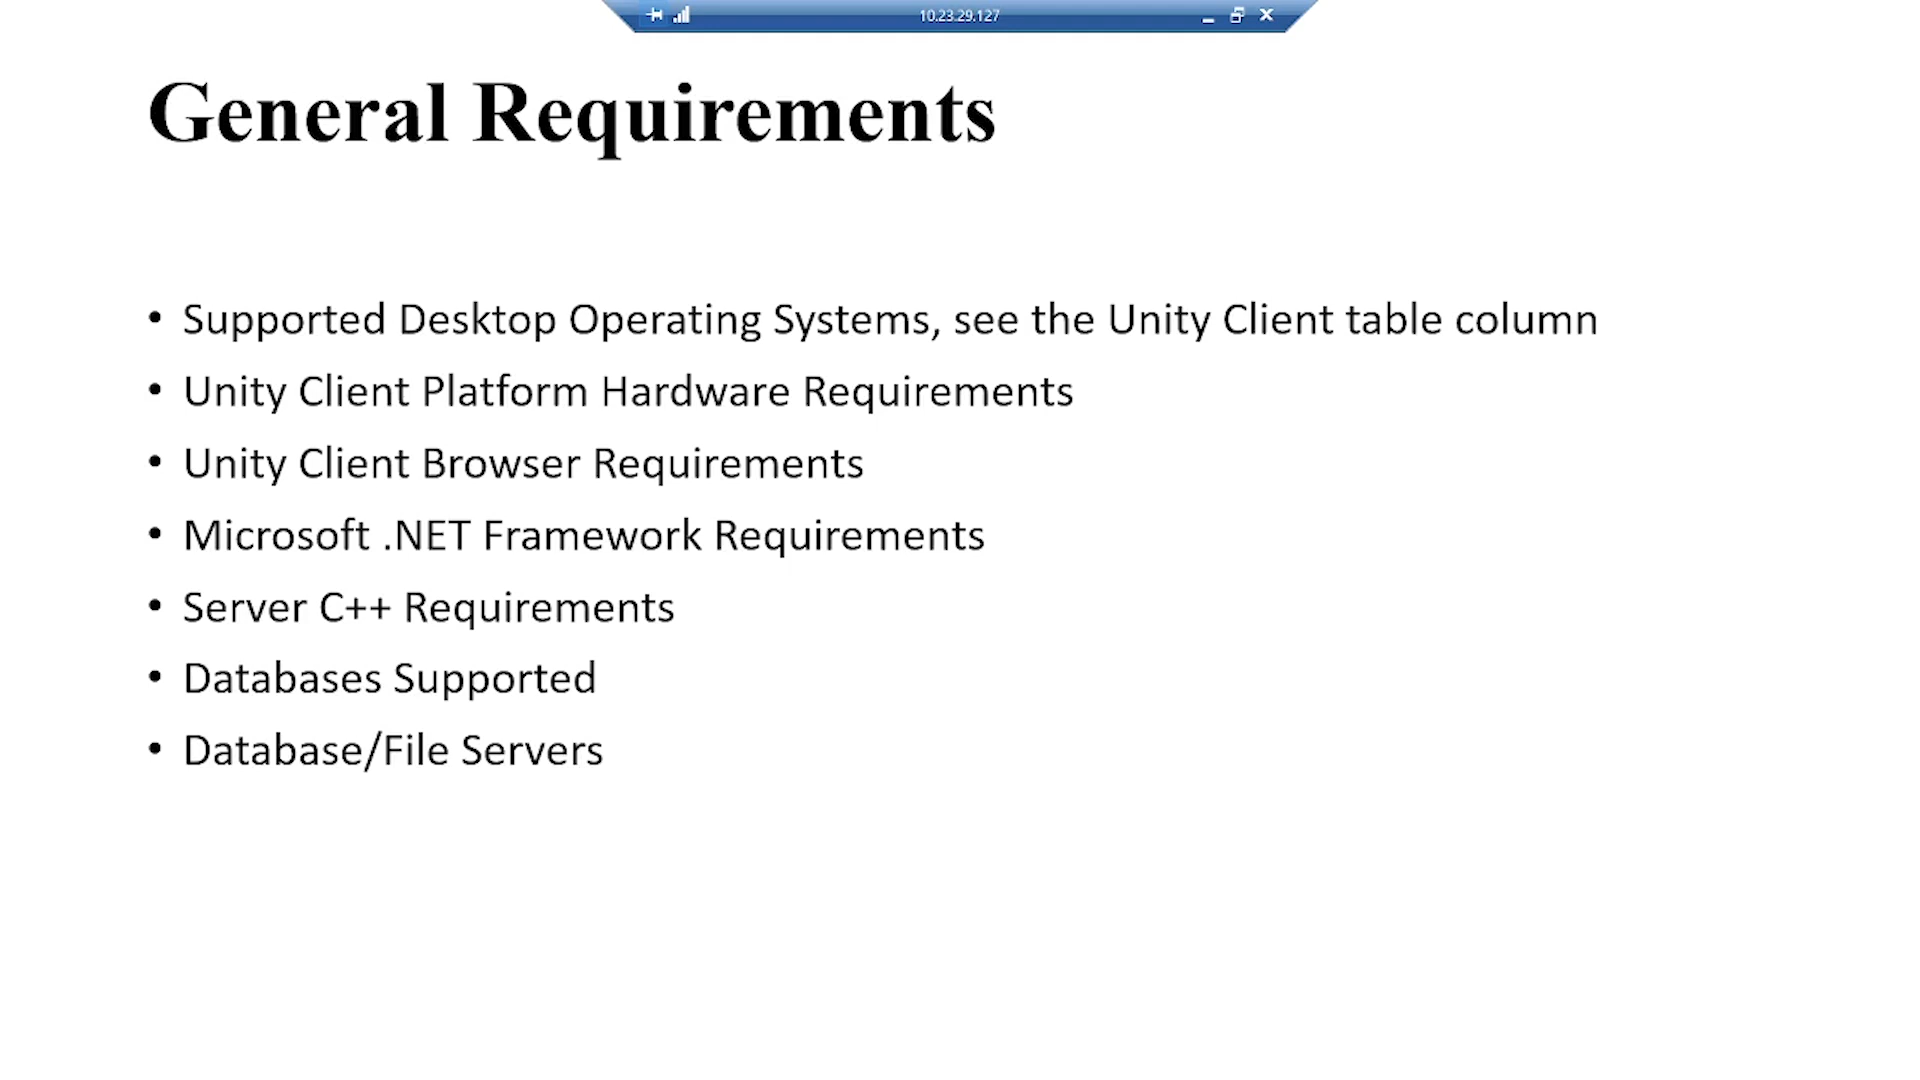 10.23.29.127
General Requirements
• Supported Desktop Operating Systems, see the Unity Client table column
• Unity Client Platform Hardware Requirements
• Unity Client Browser Requirements
• Microsoft .NET Framework Requirements
• Server C++ Requirements
• Databases Supported
• Database/File Servers